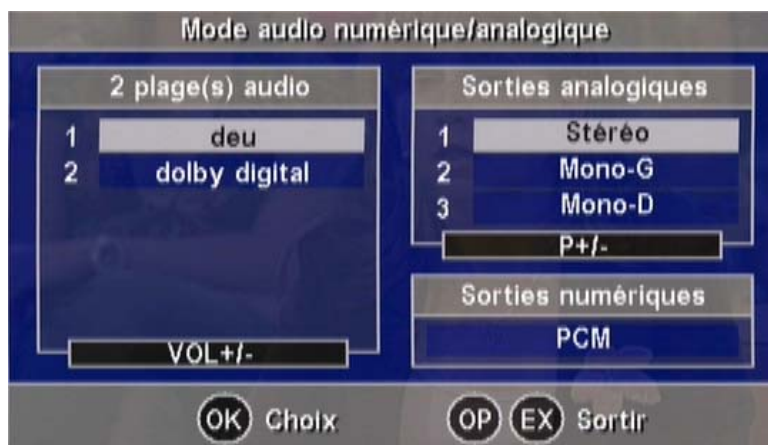 Mode audio numérique/analogique
2 plage(s) audio
1 deu
2 dolby digital
VOL+/-
Sorties analogiques
1 Stéréo
2 Mono-G
3 Mono-D
P+/-
Sorties numériques
PCM
OK Choix
OP EX Sortir